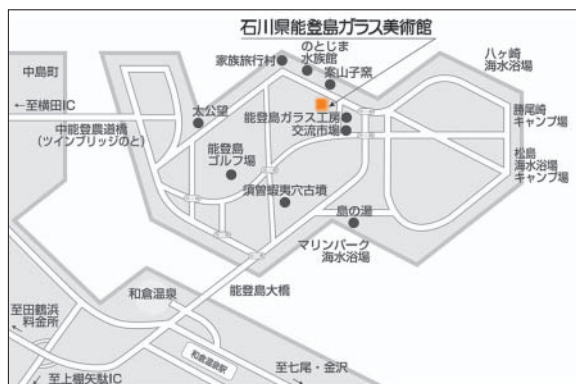 石川県能登島ガラス美術館
のとじま
水族館
家族旅行村
案山子窯
八ヶ崎
海水浴場
中島町
←至横田IC
太公望
能登島ガラス工房
交流市場
勝尾崎
キャンプ場
中能登農道橋
(ツインブリッジのと)
能登島
ゴルフ場
松島
海水浴場
キャンプ場
須曽蝦夷穴古墳
島の湯
マリンパーク
海水浴場
和倉温泉
能登島大橋
至田鶴浜
料金所
←
和倉温泉駅
至七尾・金沢
→
↙
至上棚矢駄IC